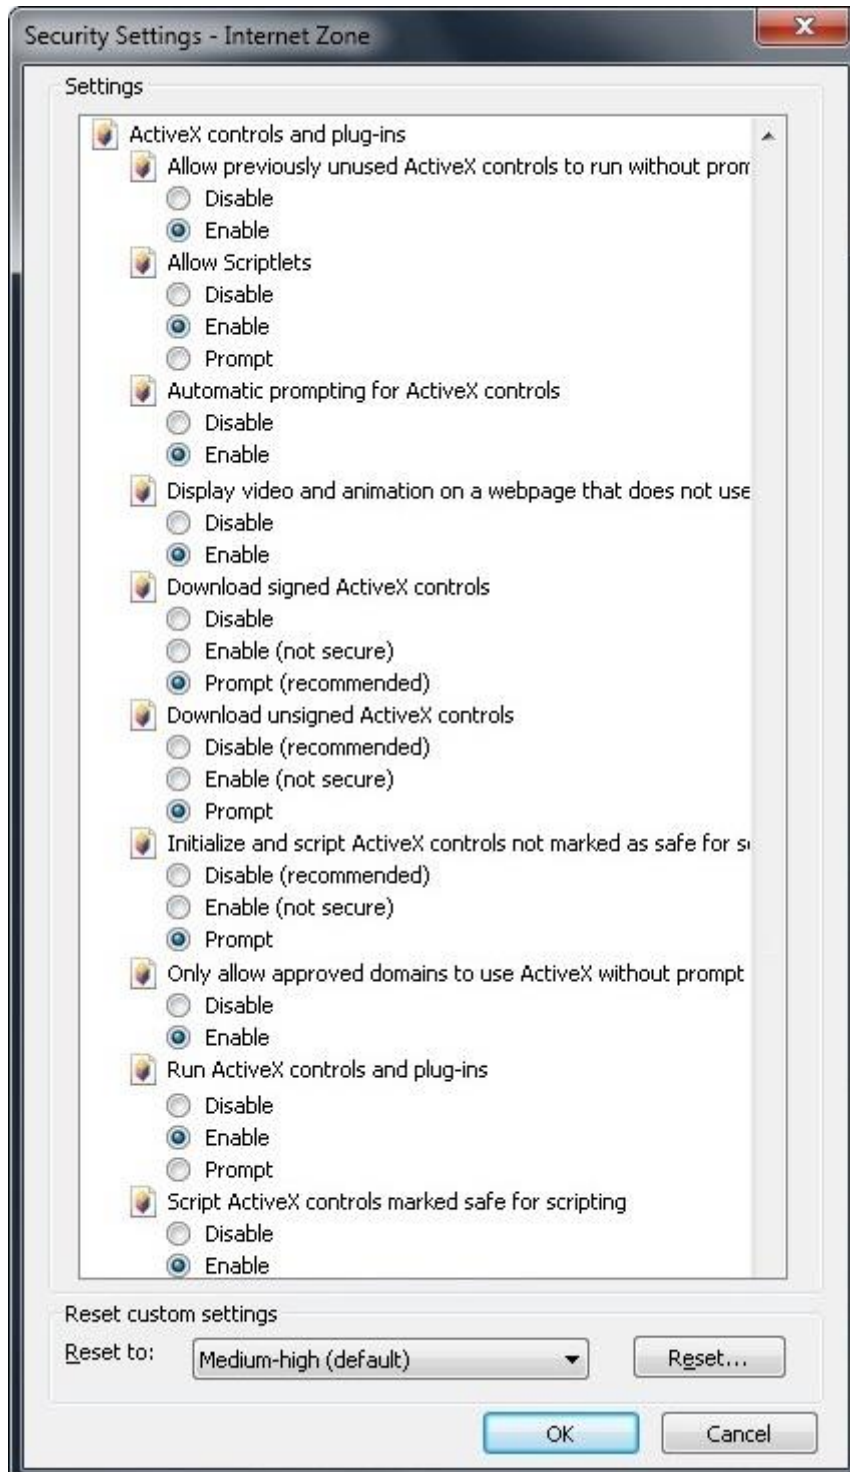 Security Settings - Internet Zone
Settings
ActiveX controls and plug-ins
Allow previously unused ActiveX controls to run without prom
Disable
Enable
Allow Scriptlets
Disable
Enable
Prompt
Automatic prompting for ActiveX controls
Disable
Enable
Display video and animation on a webpage that does not use
Disable
Enable
Download signed ActiveX controls
Disable
Enable (not secure)
Prompt (recommended)
Download unsigned ActiveX controls
Disable (recommended)
Enable (not secure)
Prompt
Initialize and script ActiveX controls not marked as safe for s
Disable (recommended)
Enable (not secure)
Prompt
Only allow approved domains to use ActiveX without prompt
Disable
Enable
Run ActiveX controls and plug-ins
Disable
Enable
Prompt
Script ActiveX controls marked safe for scripting
Disable
Enable
Reset custom settings
Reset to: Medium-high (default) Reset...
OK Cancel